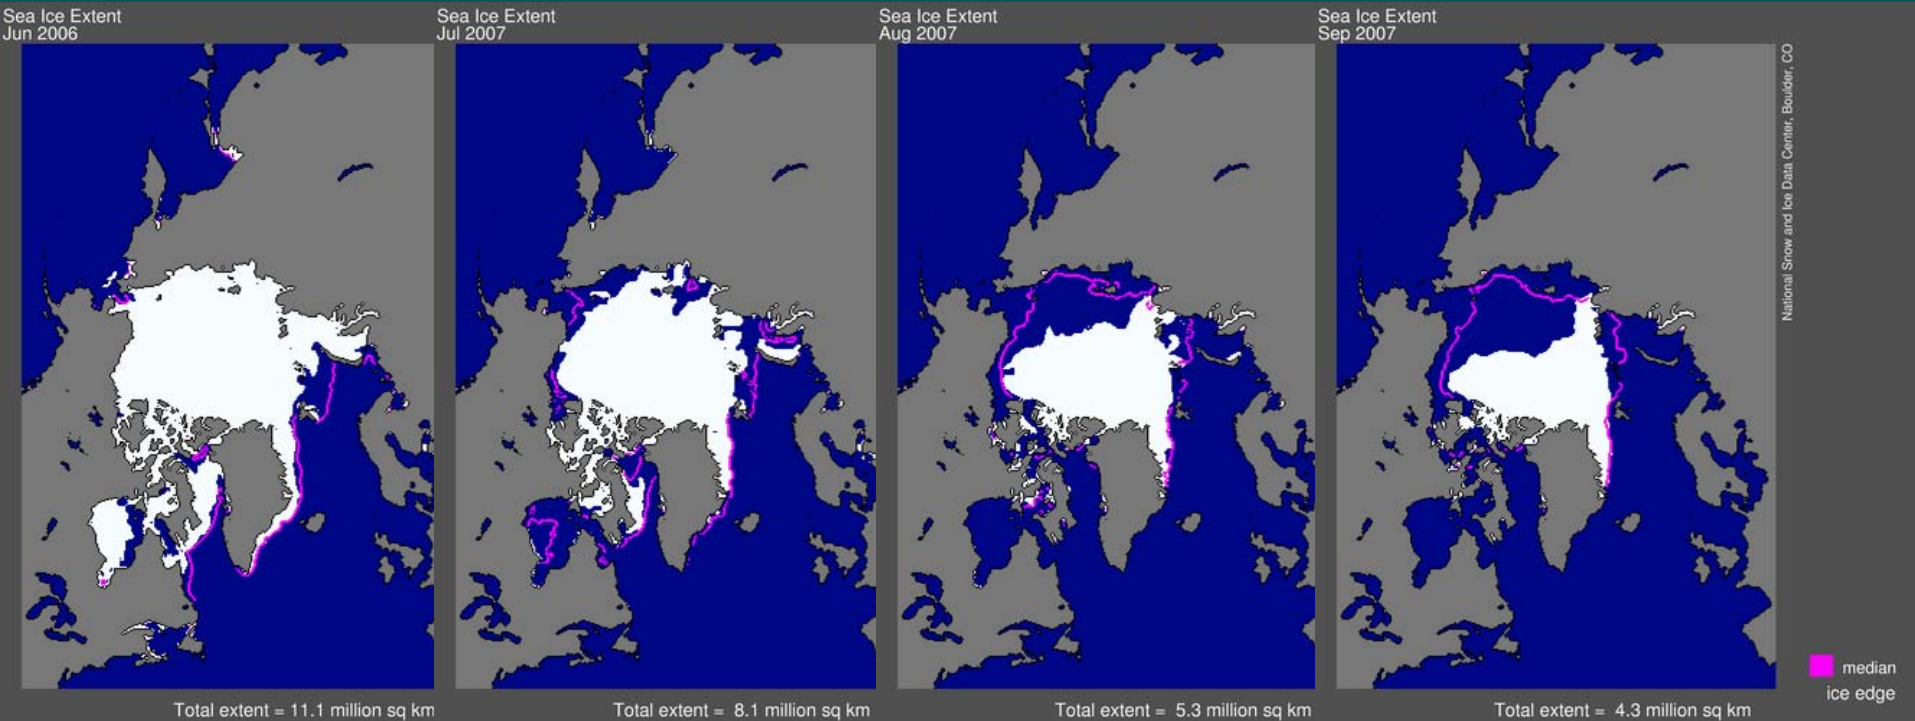 Sea Ice Extent
Jun 2006
Sea Ice Extent
Jul 2007
Sea Ice Extent
Aug 2007
Sea Ice Extent
Sep 2007
National Snow and Ice Data Center, Boulder, CO
median
ice edge
Total extent = 11.1 million sq km
Total extent = 8.1 million sq km
Total extent = 5.3 million sq km
Total extent = 4.3 million sq km